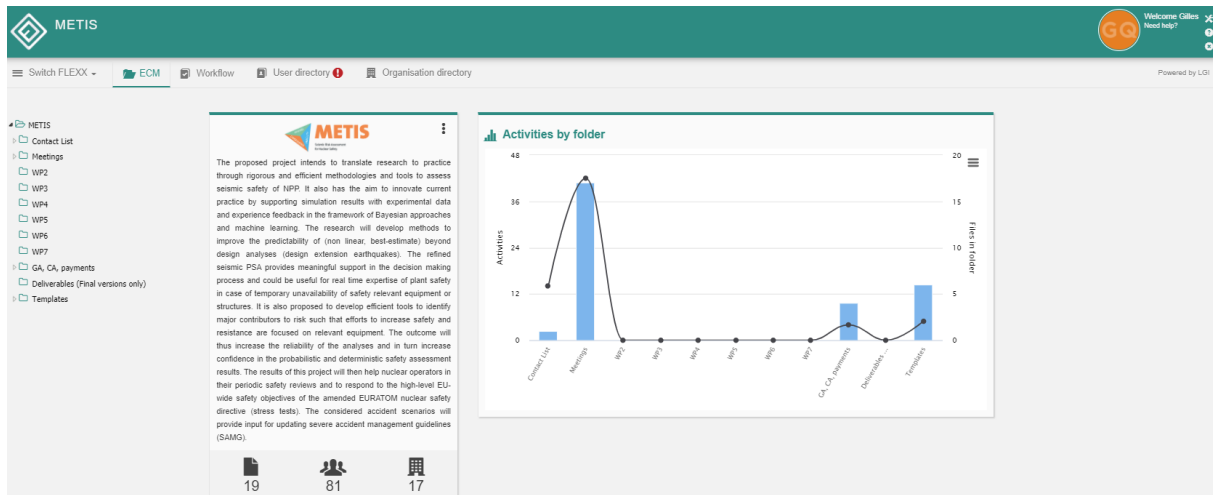 METIS
GQ
Welcome Gilles
Need help?
Switch FLEXX
ECM
Workflow
User directory
Organisation directory
Powered by LGI
METIS
Contact List
Meetings
WP2
WP3
WP4
WP5
WP6
WP7
GA, CA, payments
Deliverables (Final versions only)
Templates
METIS
The proposed project intends to translate research to practice
through rigorous and efficient methodologies and tools to assess
seismic safety of NPP. It also has the aim to innovate current
practice by supporting simulation results with experimental data
and experience feedback in the framework of Bayesian approaches
and machine learning. The research will develop methods to
improve the predictability of (non linear, best-estimate) beyond
design analyses (design extension earthquakes). The refined
seismic PSA provides meaningful support in the decision making
process and could be useful for real time expertise of plant safety
in case of temporary unavailability of safety relevant equipment or
structures. It is also proposed to develop efficient tools to identify
major contributors to risk such that efforts to increase safety and
resistance are focused on relevant equipment. The outcome will
thus increase the reliability of the analyses and in turn increase
confidence in the probabilistic and deterministic safety assessment
results. The results of this project will then help nuclear operators in
their periodic safety reviews and to respond to the high-level EU-
wide safety objectives of the amended EURATOM nuclear safety
directive (stress tests). The considered accident scenarios will
provide input for updating severe accident management guidelines
(SAMG).
19
81
17
Activities by folder
48
36
24
12
0
Activities
20
15
10
5
0
Files in folder
Contact List
Meetings
WP2
WP3
WP4
WP5
WP6
WP7
GA, CA, payments
Deliverables ...
Templates